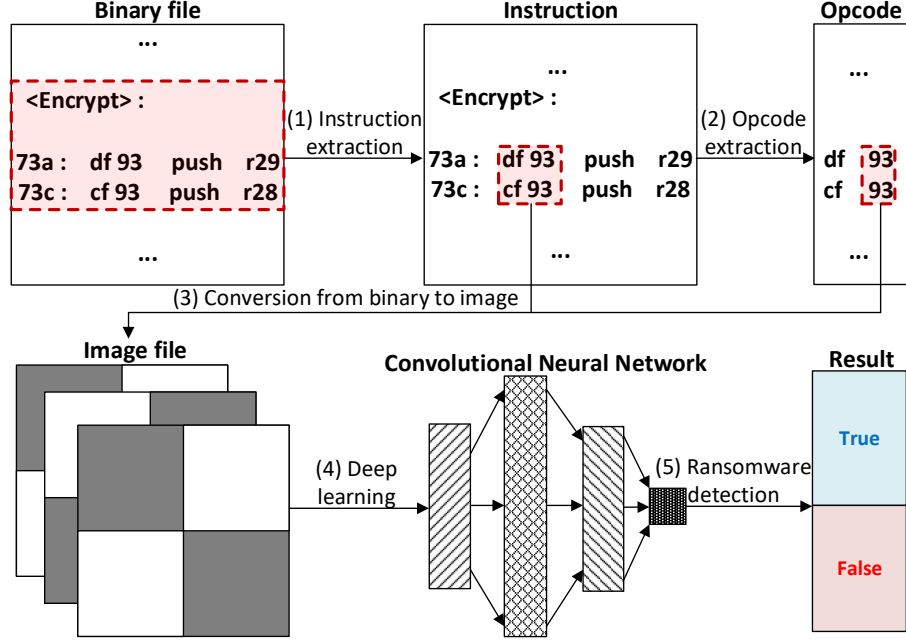 Binary file
...
<Encrypt> :
73a : df 93 push r29
73c : cf 93 push r28
...
(1) Instruction
extraction
Instruction
...
<Encrypt> :
73a : df 93 push r29
73c : cf 93 push r28
...
(2) Opcode
extraction
Opcode
...
df 93
cf 93
...
(3) Conversion from binary to image
Image file
(4) Deep
learning
Convolutional Neural Network
(5) Ransomware
detection
Result
True
False